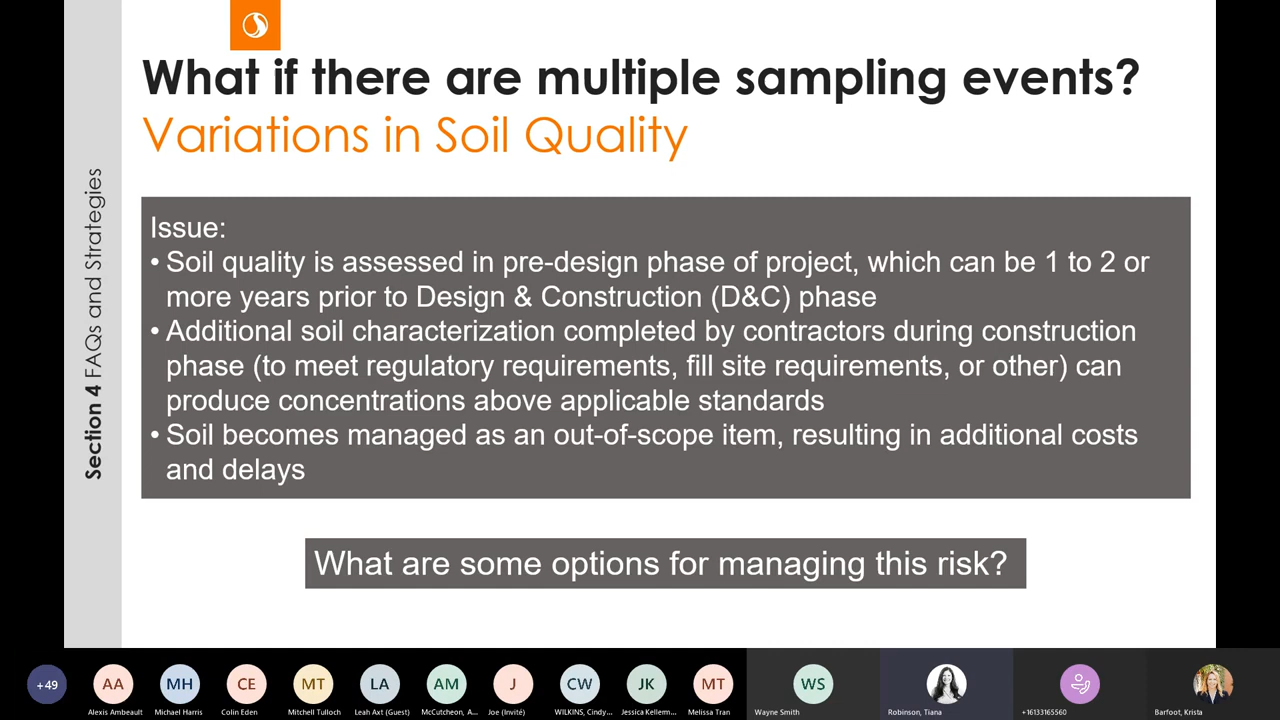 What if there are multiple sampling events?
Variations in Soil Quality
Section 4 FAQs and Strategies
Issue:
• Soil quality is assessed in pre-design phase of project, which can be 1 to 2 or
more years prior to Design & Construction (D&C) phase
• Additional soil characterization completed by contractors during construction
phase (to meet regulatory requirements, fill site requirements, or other) can
produce concentrations above applicable standards
• Soil becomes managed as an out-of-scope item, resulting in additional costs
and delays
What are some options for managing this risk?
+49
AA
MH
CE
MT
LA
AM
J
CW
JK
MT
WS
Alexis Ambeault
Michael Harris
Colin Eden
Mitchell Tulloch
Leah Axt (Guest)
McCutcheon, A...
Joe (Invité)
WILKINS, Cindy...
Jessica Kellem...
Melissa Tran
Wayne Smith
Robinson, Tiana
+16133165560
Barfoot, Krista